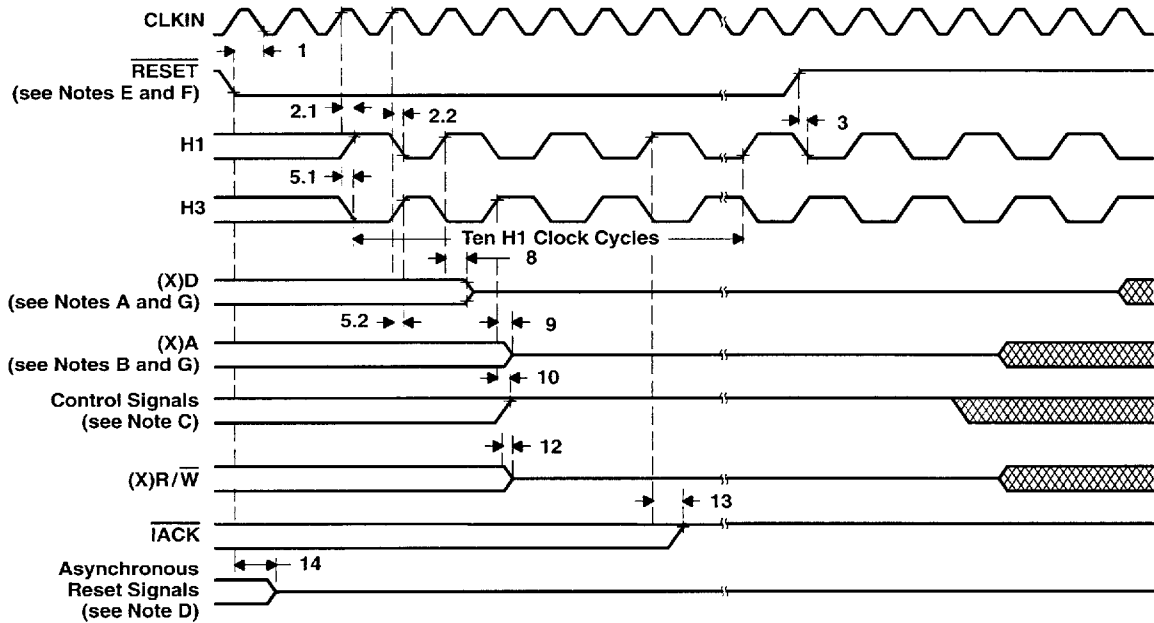 CLKIN
1
RESET
(see Notes E and F)
2.1
2.2
3
H1
5.1
H3
Ten H1 Clock Cycles
8
(X)D
(see Notes A and G)
5.2
9
(X)A
(see Notes B and G)
10
Control Signals
(see Note C)
12
(X)R/W
13
IACK
Asynchronous
Reset Signals
(see Note D)
14